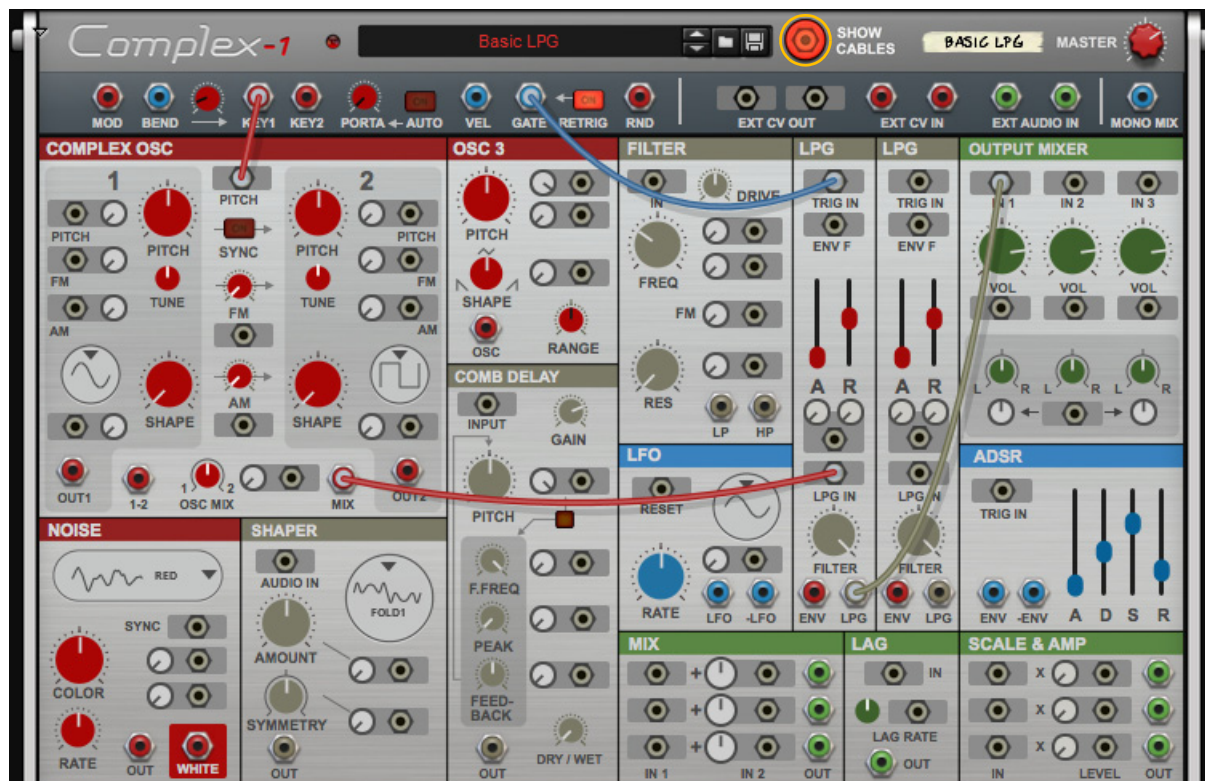 Complex-1
Basic LPG
SHOW CABLES
BASIC LPG
MASTER
MOD BEND KEY1 KEY2 PORTA AUTO VEL GATE RETRIG RND EXT CV OUT EXT CV IN EXT AUDIO IN MONO MIX
ON
ON
COMPLEX OSC
1
2
PITCH
PITCH
PITCH
PITCH
PITCH
SYNC
ON
FM
FM
FM
TUNE
TUNE
AM
AM
AM
SHAPE
SHAPE
OUT1
1-2
1 2
OSC MIX
MIX
OUT2
OSC 3
PITCH
SHAPE
OSC
RANGE
FILTER
IN
DRIVE
FREQ
FM
RES
LP
HP
LPG
TRIG IN
ENV F
A R
LPG IN
FILTER
ENV LPG
LPG
TRIG IN
ENV F
A R
LPG IN
FILTER
ENV LPG
OUTPUT MIXER
IN 1 IN 2 IN 3
VOL VOL VOL
L R L R L R
COMB DELAY
INPUT
GAIN
PITCH
F.FREQ
PEAK
FEED-
BACK
OUT
DRY / WET
LFO
RESET
RATE
LFO -LFO
ADSR
TRIG IN
ENV -ENV A D S R
NOISE
RED
SYNC
COLOR
RATE
OUT
WHITE
SHAPER
AUDIO IN
FOLD1
AMOUNT
SYMMETRY
OUT
MIX
+
+
+
IN 1 IN 2 OUT
LAG
IN
LAG RATE
OUT
SCALE & AMP
X
X
X
IN LEVEL OUT